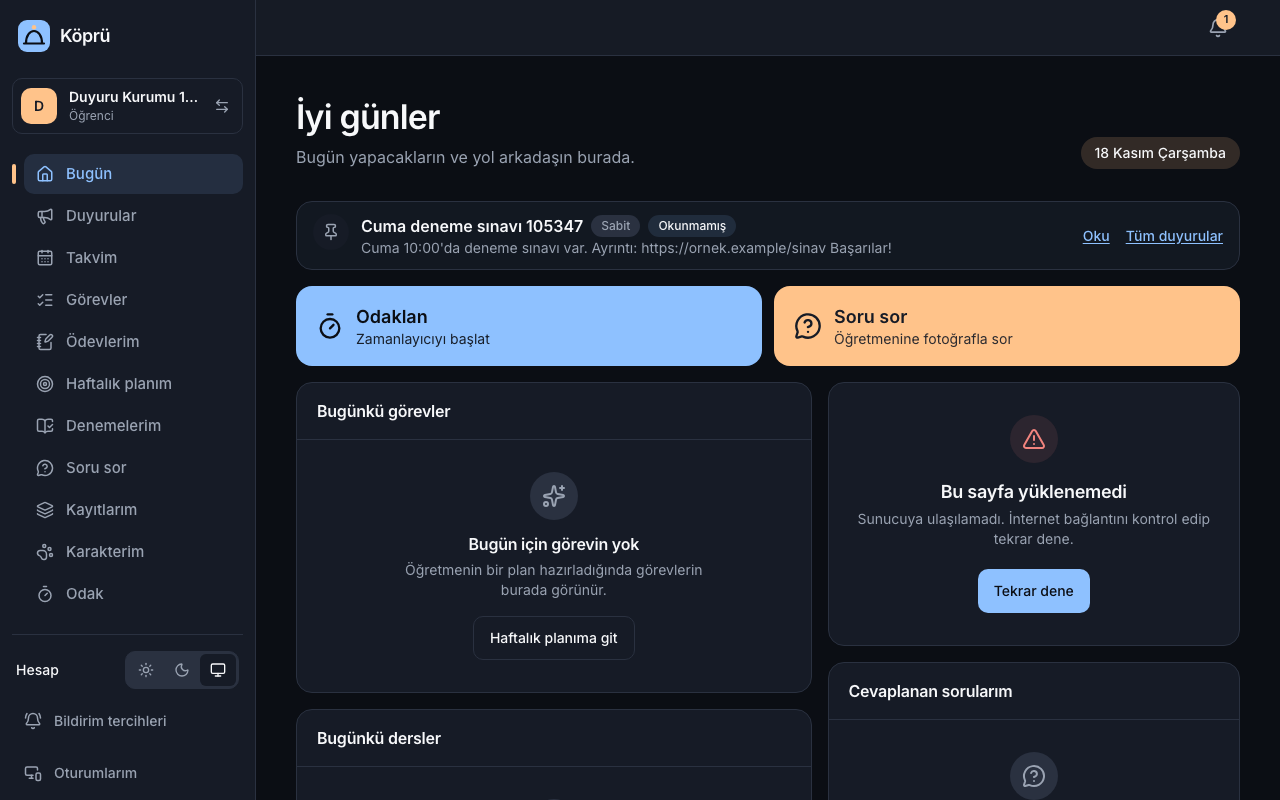 Köprü
D
Duyuru Kurumu 1...
Öğrenci
Bugün
Duyurular
Takvim
Görevler
Ödevlerim
Haftalık planım
Denemelerim
Soru sor
Kayıtlarım
Karakterim
Odak
Hesap
Bildirim tercihleri
Oturumlarım
1
İyi günler
Bugün yapacakların ve yol arkadaşın burada.
18 Kasım Çarşamba
Cuma deneme sınavı 105347 Sabit Okunmamış
Cuma 10:00'da deneme sınavı var. Ayrıntı: https://ornek.example/sinav Başarılar!
Oku Tüm duyurular
Odaklan
Zamanlayıcıyı başlat
Soru sor
Öğretmenine fotoğrafla sor
Bugünkü görevler
Bugün için görevin yok
Öğretmenin bir plan hazırladığında görevlerin
burada görünür.
Haftalık planıma git
Bugünkü dersler
Bu sayfa yüklenemedi
Sunucuya ulaşılamadı. İnternet bağlantını kontrol edip
tekrar dene.
Tekrar dene
Cevaplanan sorularım